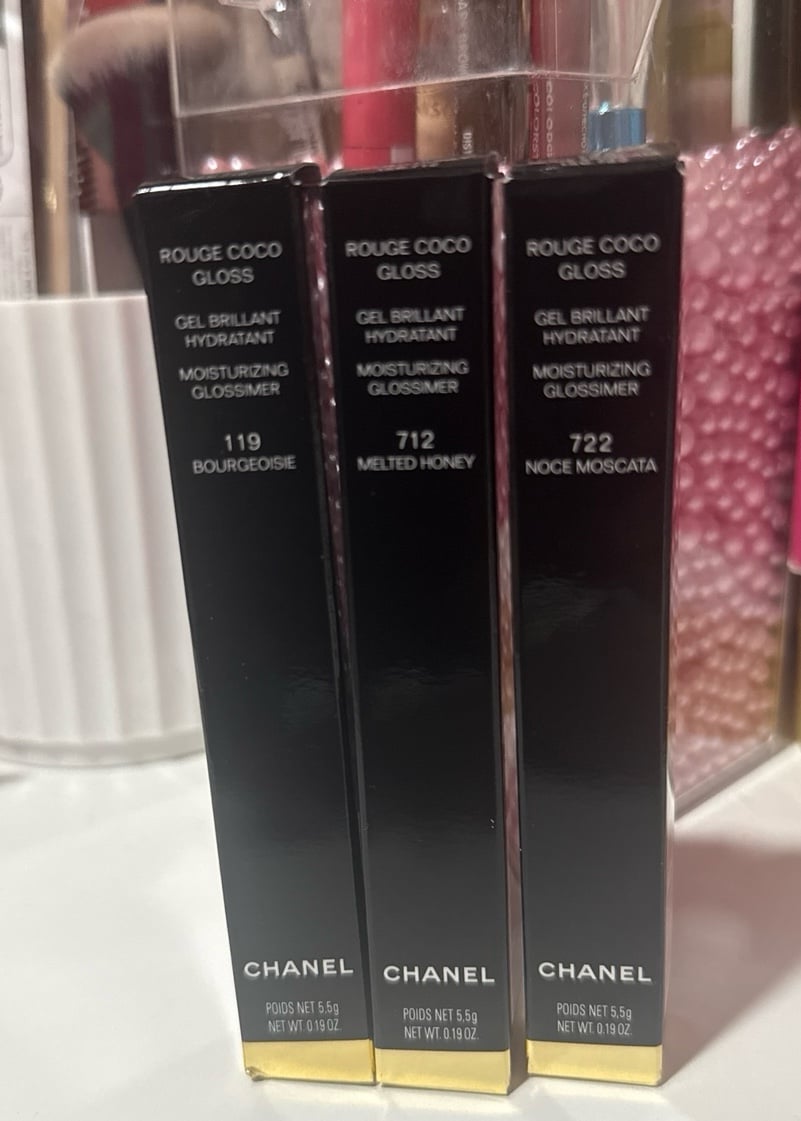 ROUGE COCO
GLOSS
GEL BRILLANT
HYDRATANT
MOISTURIZING
GLOSSIMER
119
BOURGEOISIE
CHANEL
POIDS NET 5,5g
NET WT. 0.19 OZ.
ROUGE COCO
GLOSS
GEL BRILLANT
HYDRATANT
MOISTURIZING
GLOSSIMER
712
MELTED HONEY
CHANEL
POIDS NET 5,5g
NET WT. 0.19 OZ.
ROUGE COCO
GLOSS
GEL BRILLANT
HYDRATANT
MOISTURIZING
GLOSSIMER
722
NOCE MOSCATA
CHANEL
POIDS NET 5,5g
NET WT. 0.19 OZ.